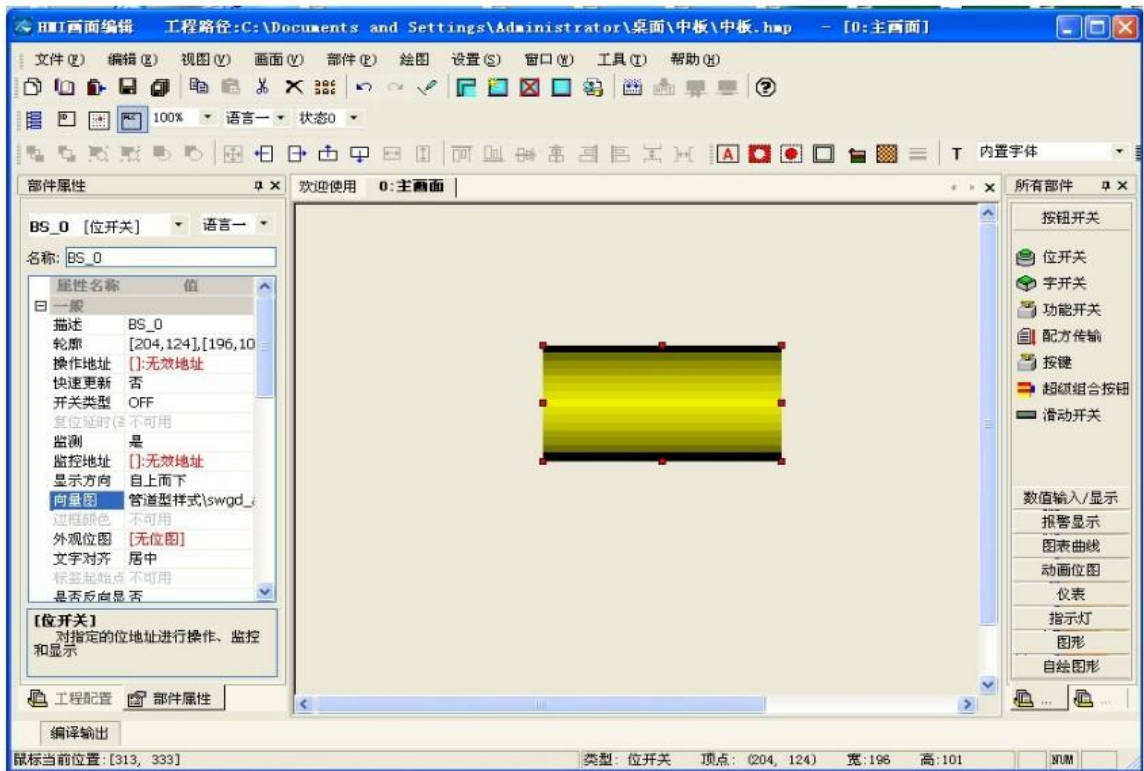 HMI画面编辑 工程路径:C:\Documents and Settings\Administrator\桌面\中板\中板.hmp - [0:主画面]
文件(F) 编辑(E) 视图(V) 画面(V) 部件(P) 绘图 设置(S) 窗口(W) 工具(T) 帮助(H)
100% 语言一 状态0
A T 内置字体
部件属性
欢迎使用 0:主画面
所有部件
BS_0 [位开关] 语言一
名称: BS_0
属性名称 值
一般
描述 BS_0
轮廓 [204,124],[196,10
操作地址 []:无效地址
快速更新 否
开关类型 OFF
复位延时( 不可用
监测 是
监控地址 []:无效地址
显示方向 自上而下
向量图 管道型样式\swgd_
边框颜色 不可用
外观位图 [无位图]
文字对齐 居中
标签起始点 不可用
是否反向显 否
[位开关]
对指定的位地址进行操作、监控
和显示
工程配置 部件属性
按钮开关
位开关
字开关
功能开关
配方传输
按键
超级组合按钮
滑动开关
数值输入/显示
报警显示
图表曲线
动画位图
仪表
指示灯
图形
自绘图形
... ...
编译输出
鼠标当前位置:[313, 333] 类型: 位开关 顶点: (204, 124) 宽:196 高:101 NUM